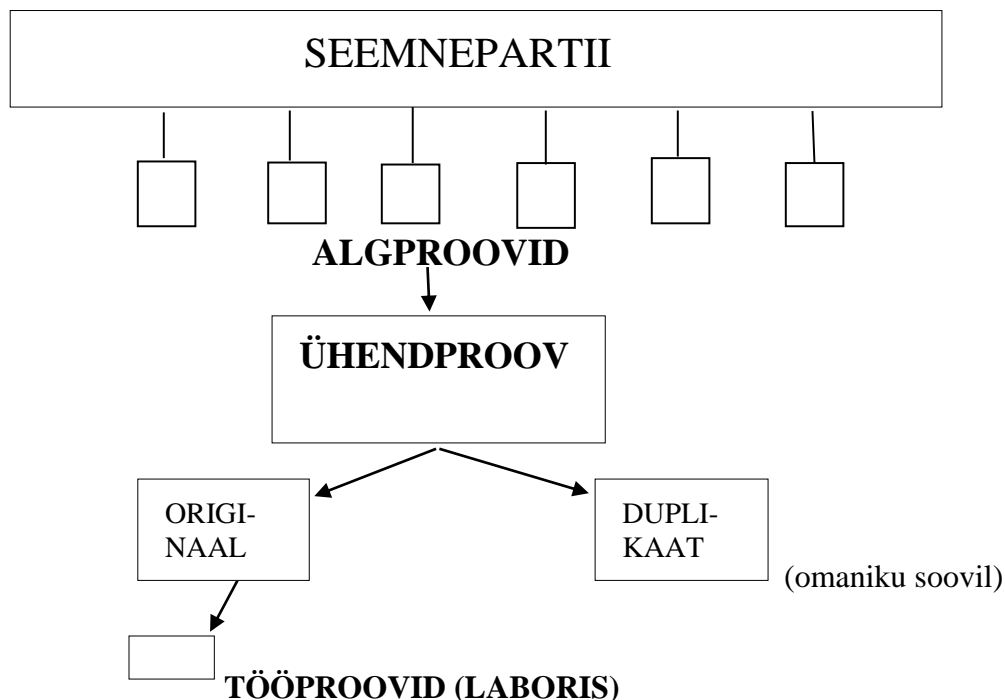 SEEMNEPARTII
ALGPROOVID
ÜHENDPROOV
ORIGI-
NAAL
DUPLI-
KAAT
(omaniku soovil)
TÖÖPROOVID (LABORIS)